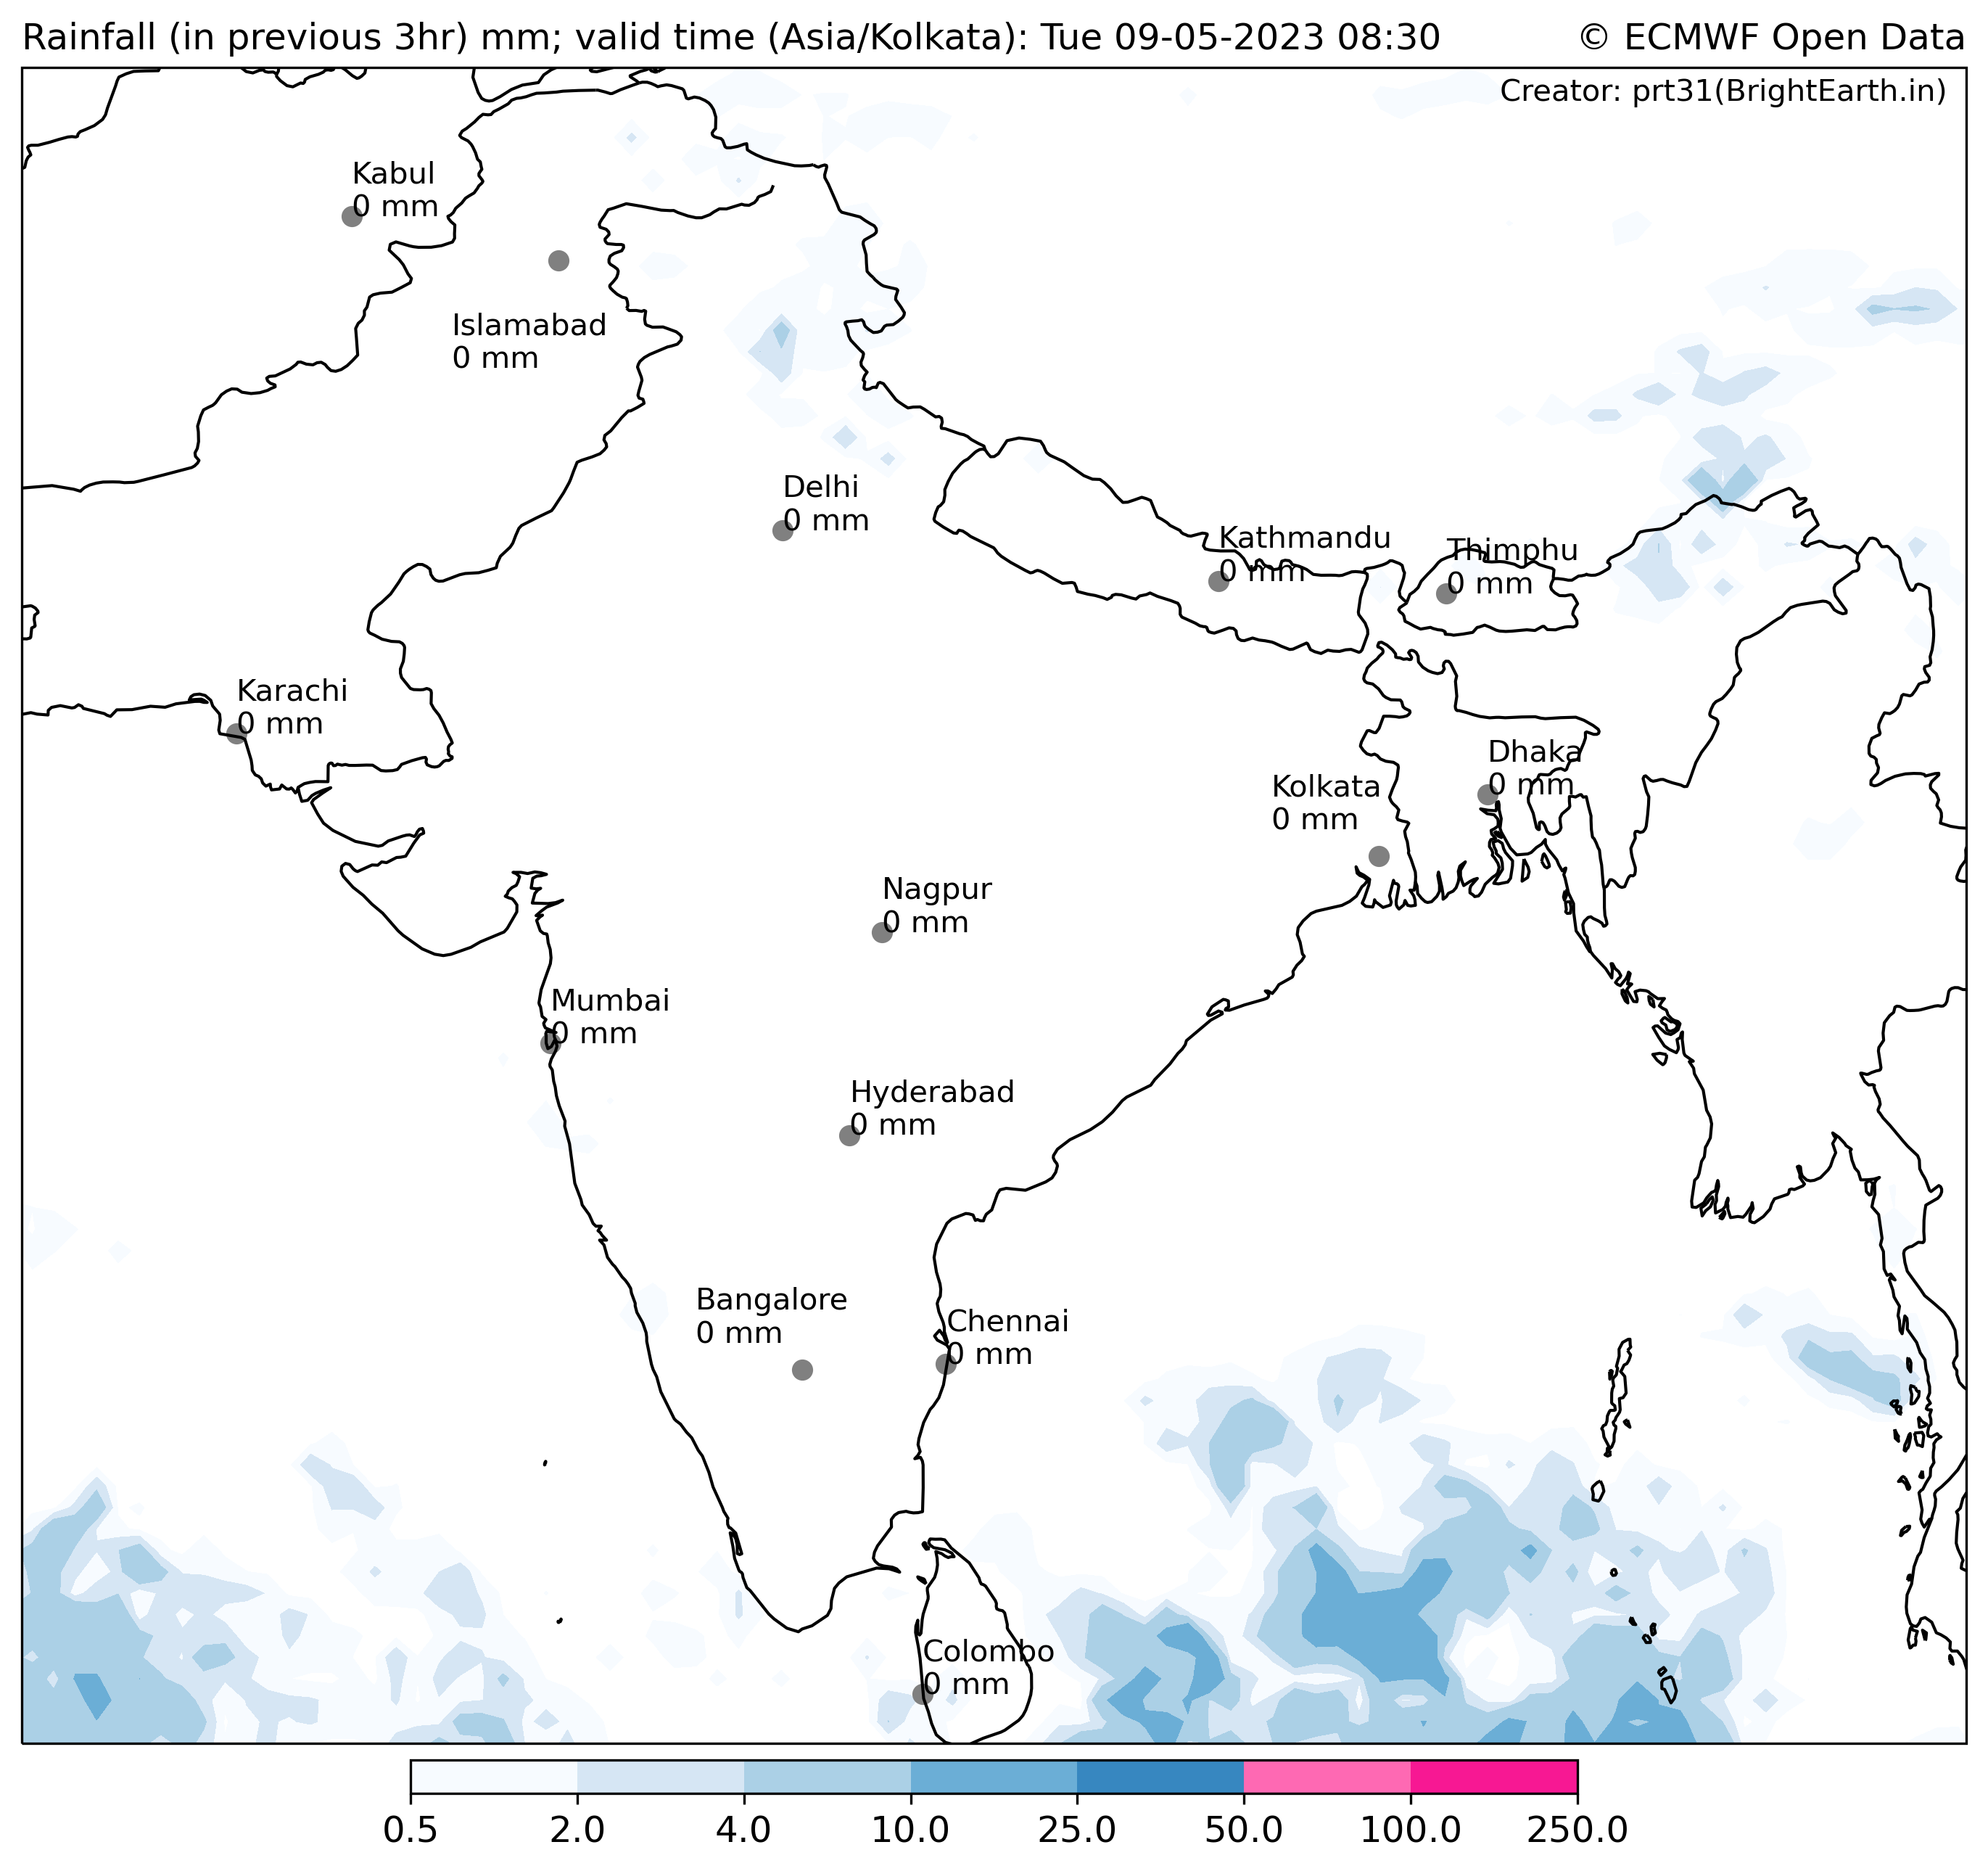 Rainfall (in previous 3hr) mm; valid time (Asia/Kolkata): Tue 09-05-2023 08:30
© ECMWF Open Data
Creator: prt31(BrightEarth.in)
Kabul
0 mm
Islamabad
0 mm
Delhi
0 mm
Kathmandu
0 mm
Thimphu
0 mm
Karachi
0 mm
Dhaka
0 mm
Kolkata
0 mm
Nagpur
0 mm
Mumbai
0 mm
Hyderabad
0 mm
Bangalore
0 mm
Chennai
0 mm
Colombo
0 mm
0.5 2.0 4.0 10.0 25.0 50.0 100.0 250.0